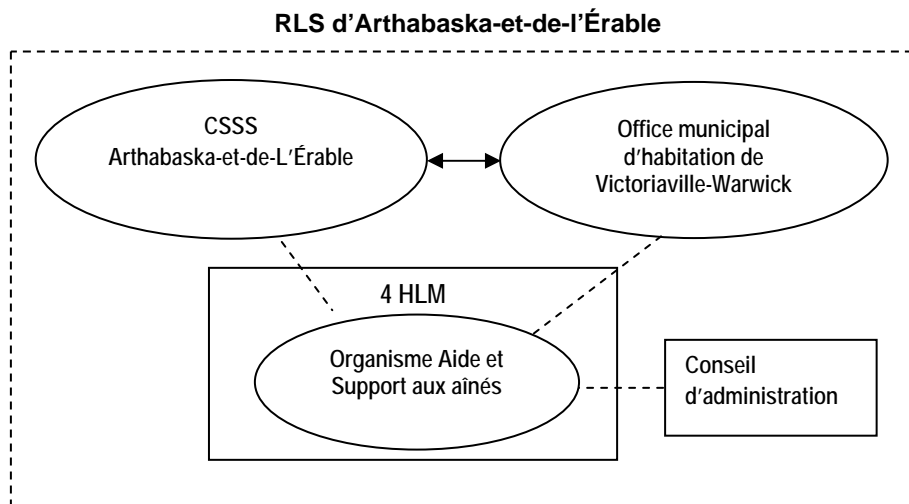 RLS d’Arthabaska-et-de-l’Érable
CSSS
Arthabaska-et-de-L’Érable
Office municipal
d’habitation de
Victoriaville-Warwick
4 HLM
Organisme Aide et
Support aux aînés
Conseil
d’administration